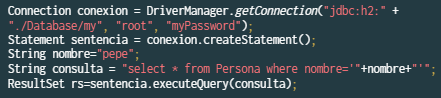 Connection conexion = DriverManager.getConnection("jdbc:h2:" +
"./Database/my", "root", "myPassword");
Statement sentencia = conexion.createStatement();
String nombre="pepe";
String consulta = "select * from Persona where nombre='"+nombre+"'";
ResultSet rs=sentencia.executeQuery(consulta);